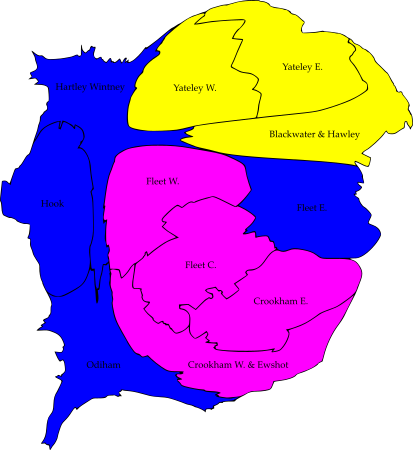 Yateley E.
Hartley Wintney
Yateley W.
Blackwater & Hawley
Fleet W.
Hook
Fleet E.
Fleet C.
Crookham E.
Odiham
Crookham W. & Ewshot